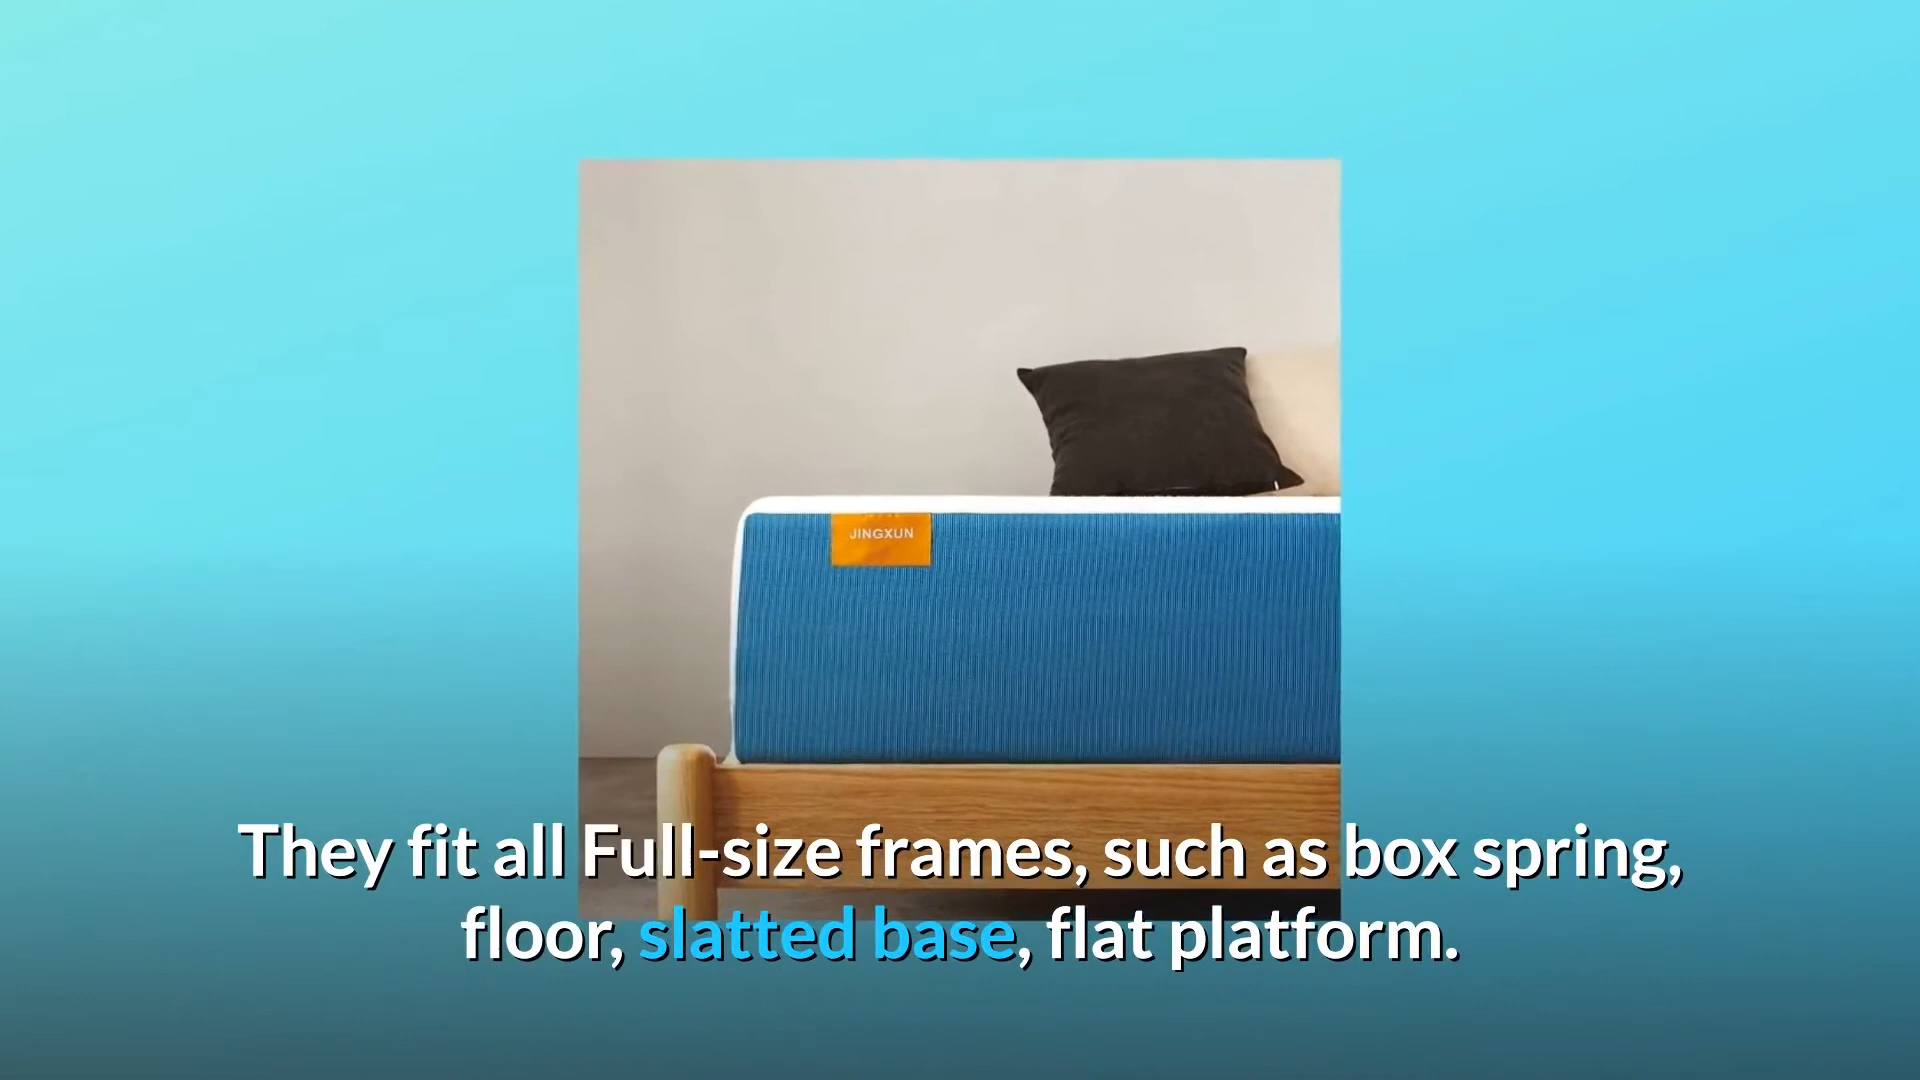 JINGXUN
They fit all Full-size frames, such as box spring,
floor, slatted base, flat platform.